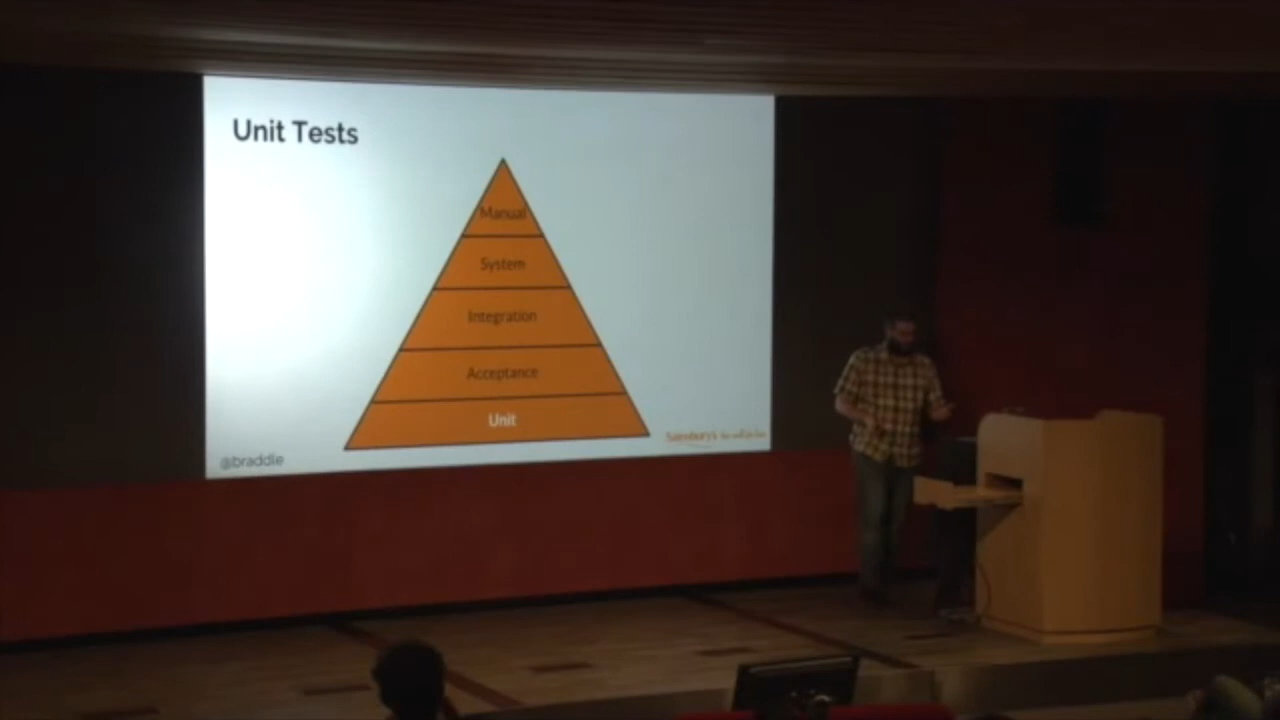 Unit Tests
Manual
System
Integration
Acceptance
Unit
@braddle
Sainsbury's